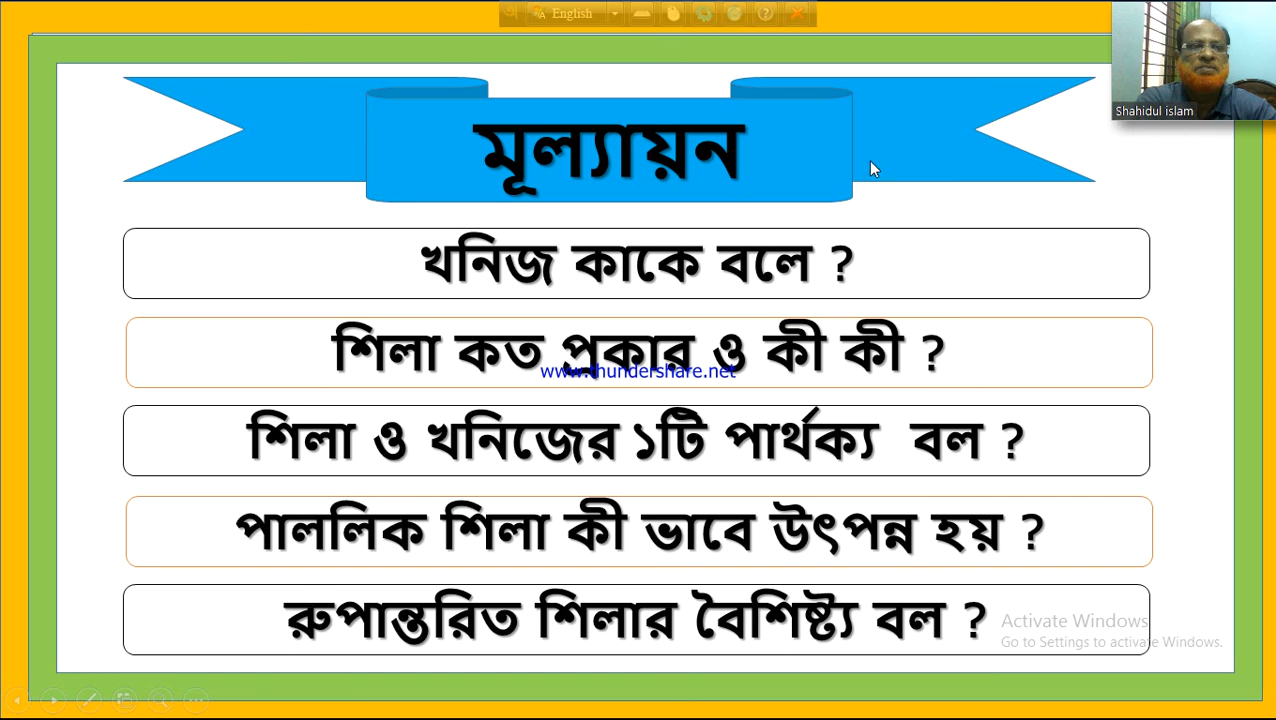 English
Shahidul islam
মূল্যায়ন
খনিজ কাকে বলে ?
শিলা কত প্রকার ও কী কী ?
www.thundershare.net
শিলা ও খনিজের ১টি পার্থক্য বল ?
পাললিক শিলা কী ভাবে উৎপন্ন হয় ?
রুপান্তরিত শিলার বৈশিষ্ট্য বল ?
Activate Windows
Go to Settings to activate Windows.